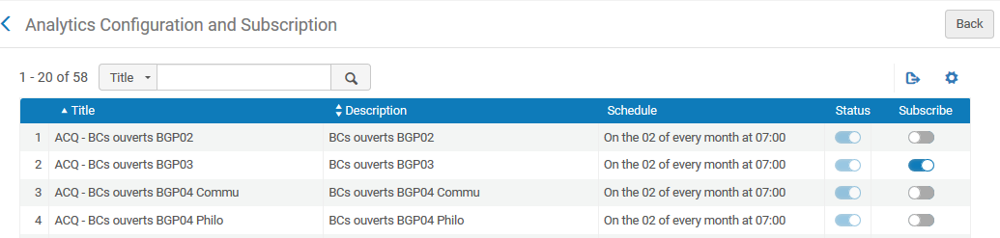 Analytics Configuration and Subscription
Back
1 - 20 of 58 Title
Title Description Schedule Status Subscribe
1 ACQ - BCs ouverts BGP02 BCs ouverts BGP02 On the 02 of every month at 07:00
2 ACQ - BCs ouverts BGP03 BCs ouverts BGP03 On the 02 of every month at 07:00
3 ACQ - BCs ouverts BGP04 Commu BCs ouverts BGP04 Commu On the 02 of every month at 07:00
4 ACQ - BCs ouverts BGP04 Philo BCs ouverts BGP04 Philo On the 02 of every month at 07:00